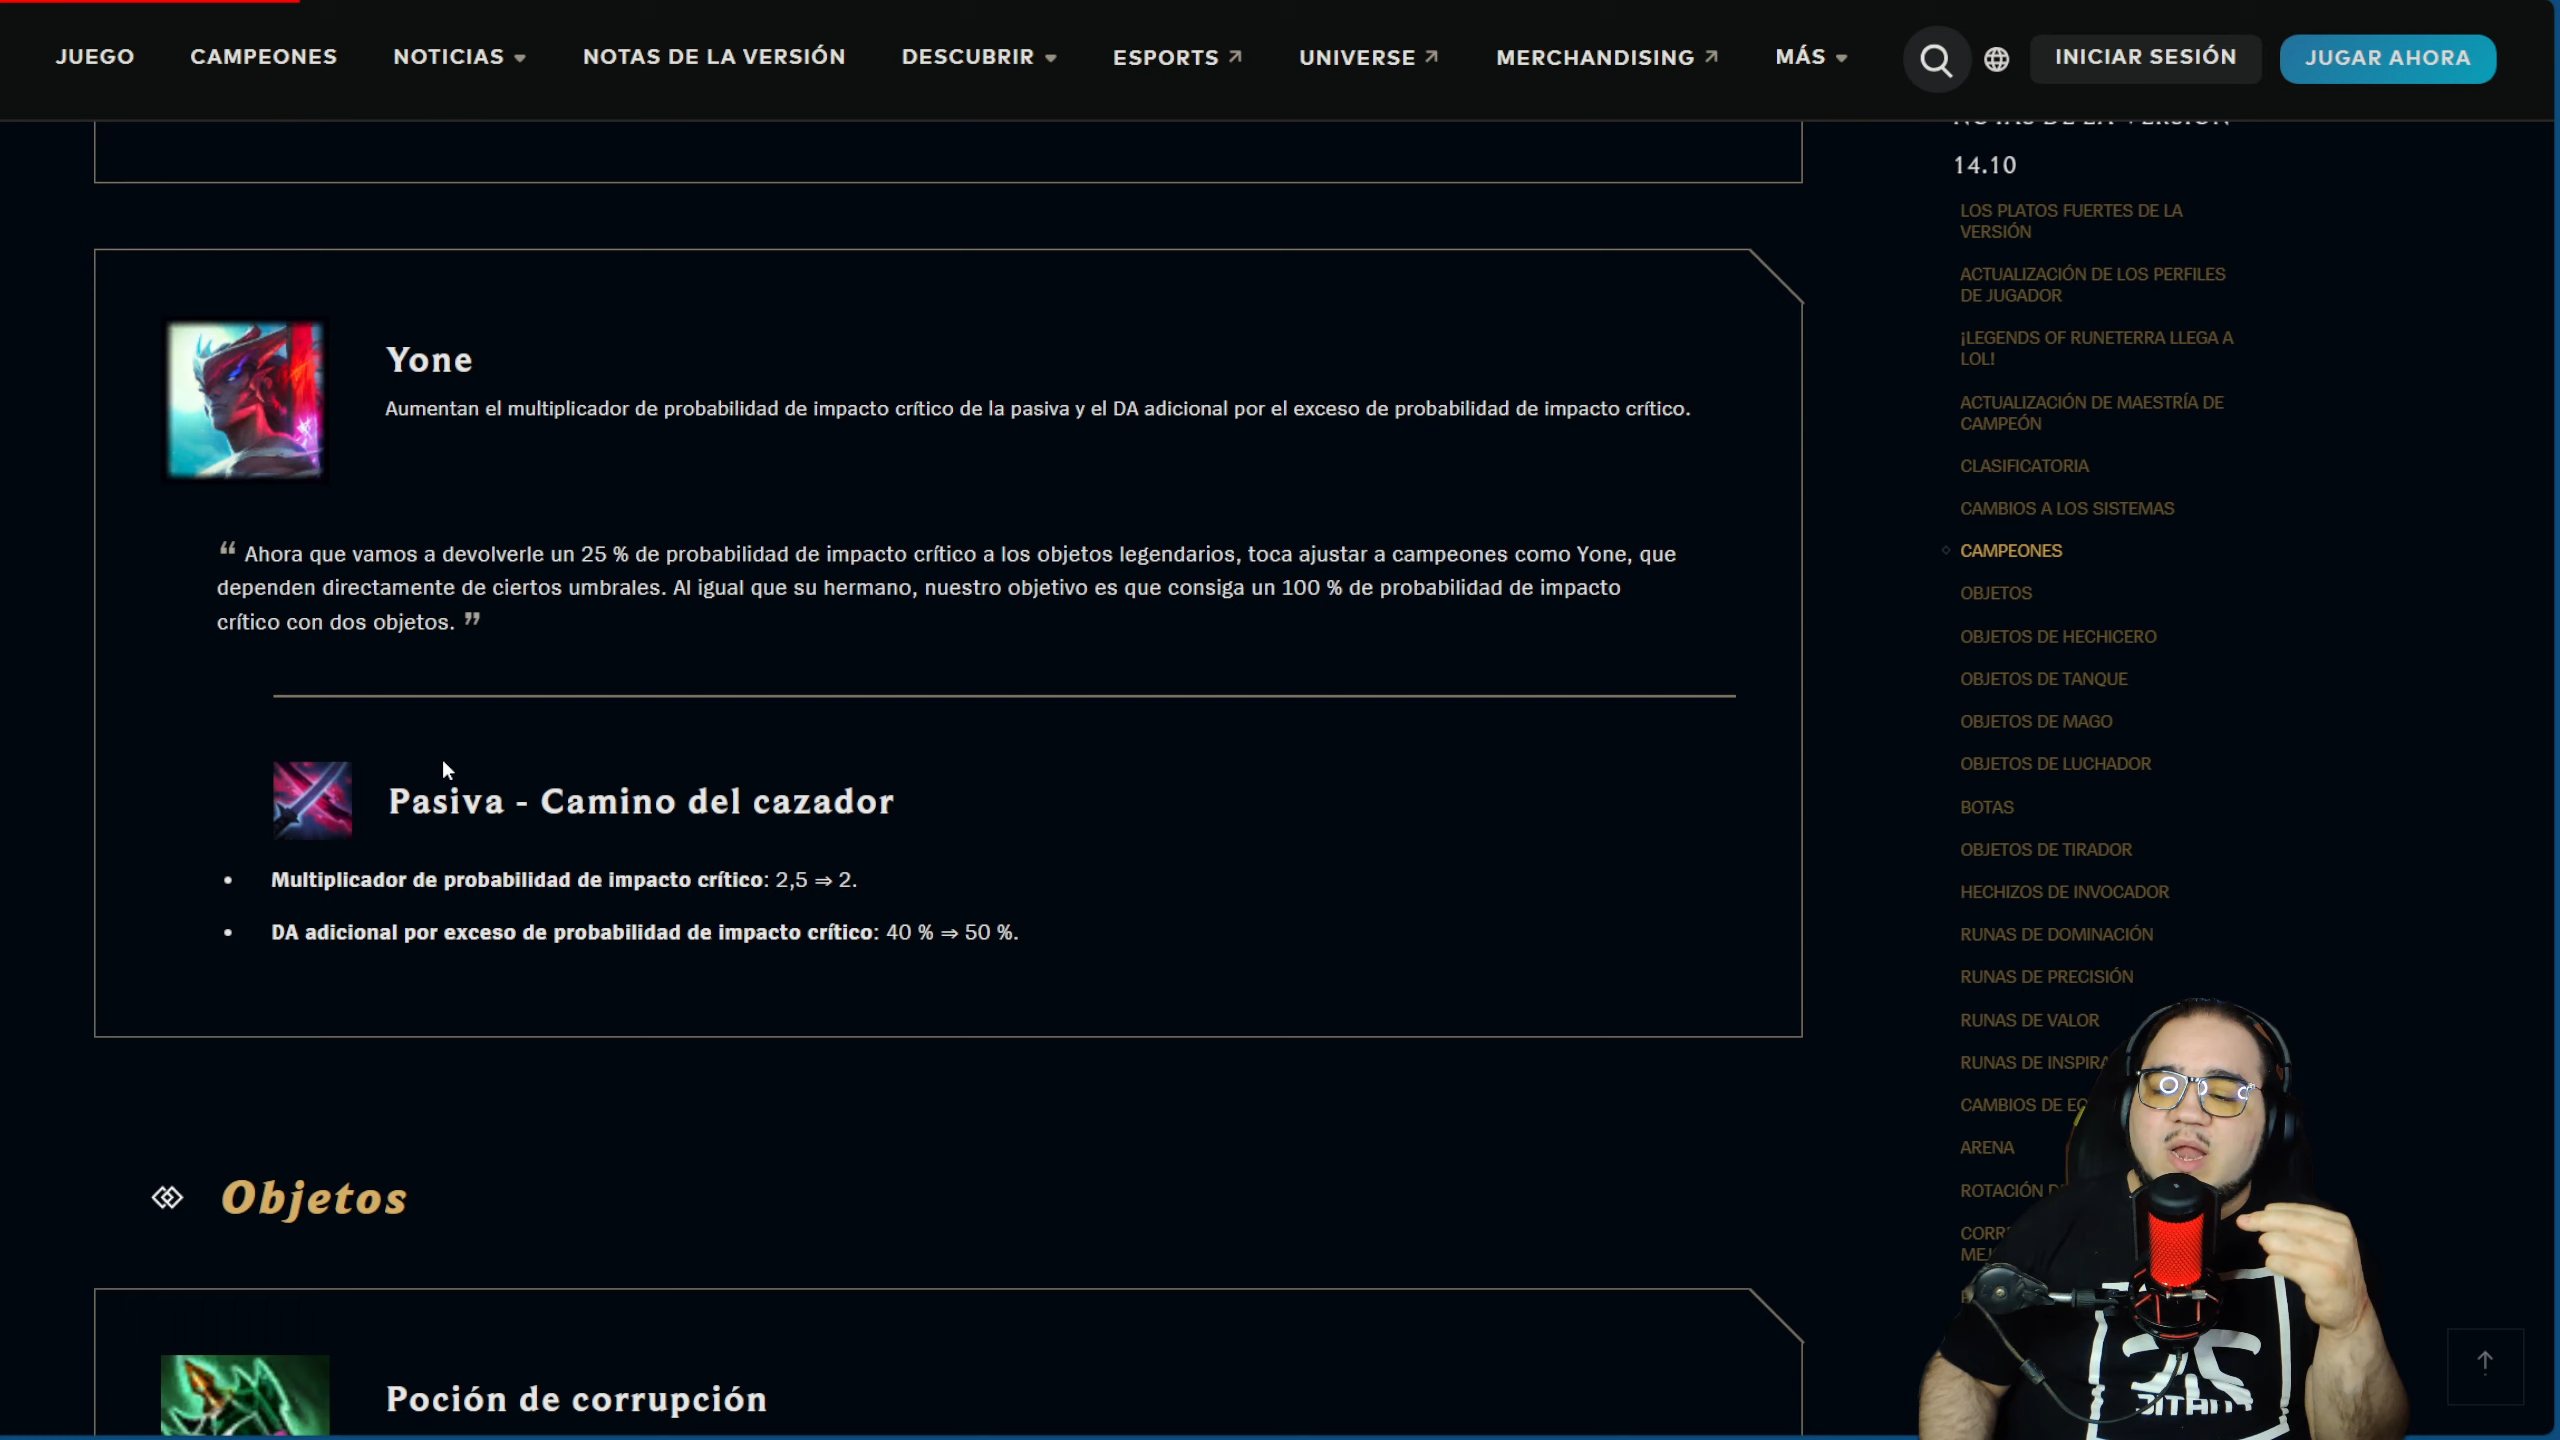 JUEGO
CAMPEONES
NOTICIAS
NOTAS DE LA VERSIÓN
DESCUBRIR
ESPORTS
UNIVERSE
MERCHANDISING
MÁS
INICIAR SESIÓN
JUGAR AHORA
Yone
Aumentan el multiplicador de probabilidad de impacto crítico de la pasiva y el DA adicional por el exceso de probabilidad de impacto crítico.
“ Ahora que vamos a devolverle un 25 % de probabilidad de impacto crítico a los objetos legendarios, toca ajustar a campeones como Yone, que
dependen directamente de ciertos umbrales. Al igual que su hermano, nuestro objetivo es que consiga un 100 % de probabilidad de impacto
crítico con dos objetos. ”
Pasiva - Camino del cazador
• Multiplicador de probabilidad de impacto crítico: 2,5 ⇒ 2.
• DA adicional por exceso de probabilidad de impacto crítico: 40 % ⇒ 50 %.
Objetos
Poción de corrupción
NOTAS DE LA VERSIÓN
14.10
LOS PLATOS FUERTES DE LA
VERSIÓN
ACTUALIZACIÓN DE LOS PERFILES
DE JUGADOR
¡LEGENDS OF RUNETERRA LLEGA A
LOL!
ACTUALIZACIÓN DE MAESTRÍA DE
CAMPEÓN
CLASIFICATORIA
CAMBIOS A LOS SISTEMAS
CAMPEONES
OBJETOS
OBJETOS DE HECHICERO
OBJETOS DE TANQUE
OBJETOS DE MAGO
OBJETOS DE LUCHADOR
BOTAS
OBJETOS DE TIRADOR
HECHIZOS DE INVOCADOR
RUNAS DE DOMINACIÓN
RUNAS DE PRECISIÓN
RUNAS DE VALOR
RUNAS DE
CAMBIOS DE
ARENA
ROTACIÓN